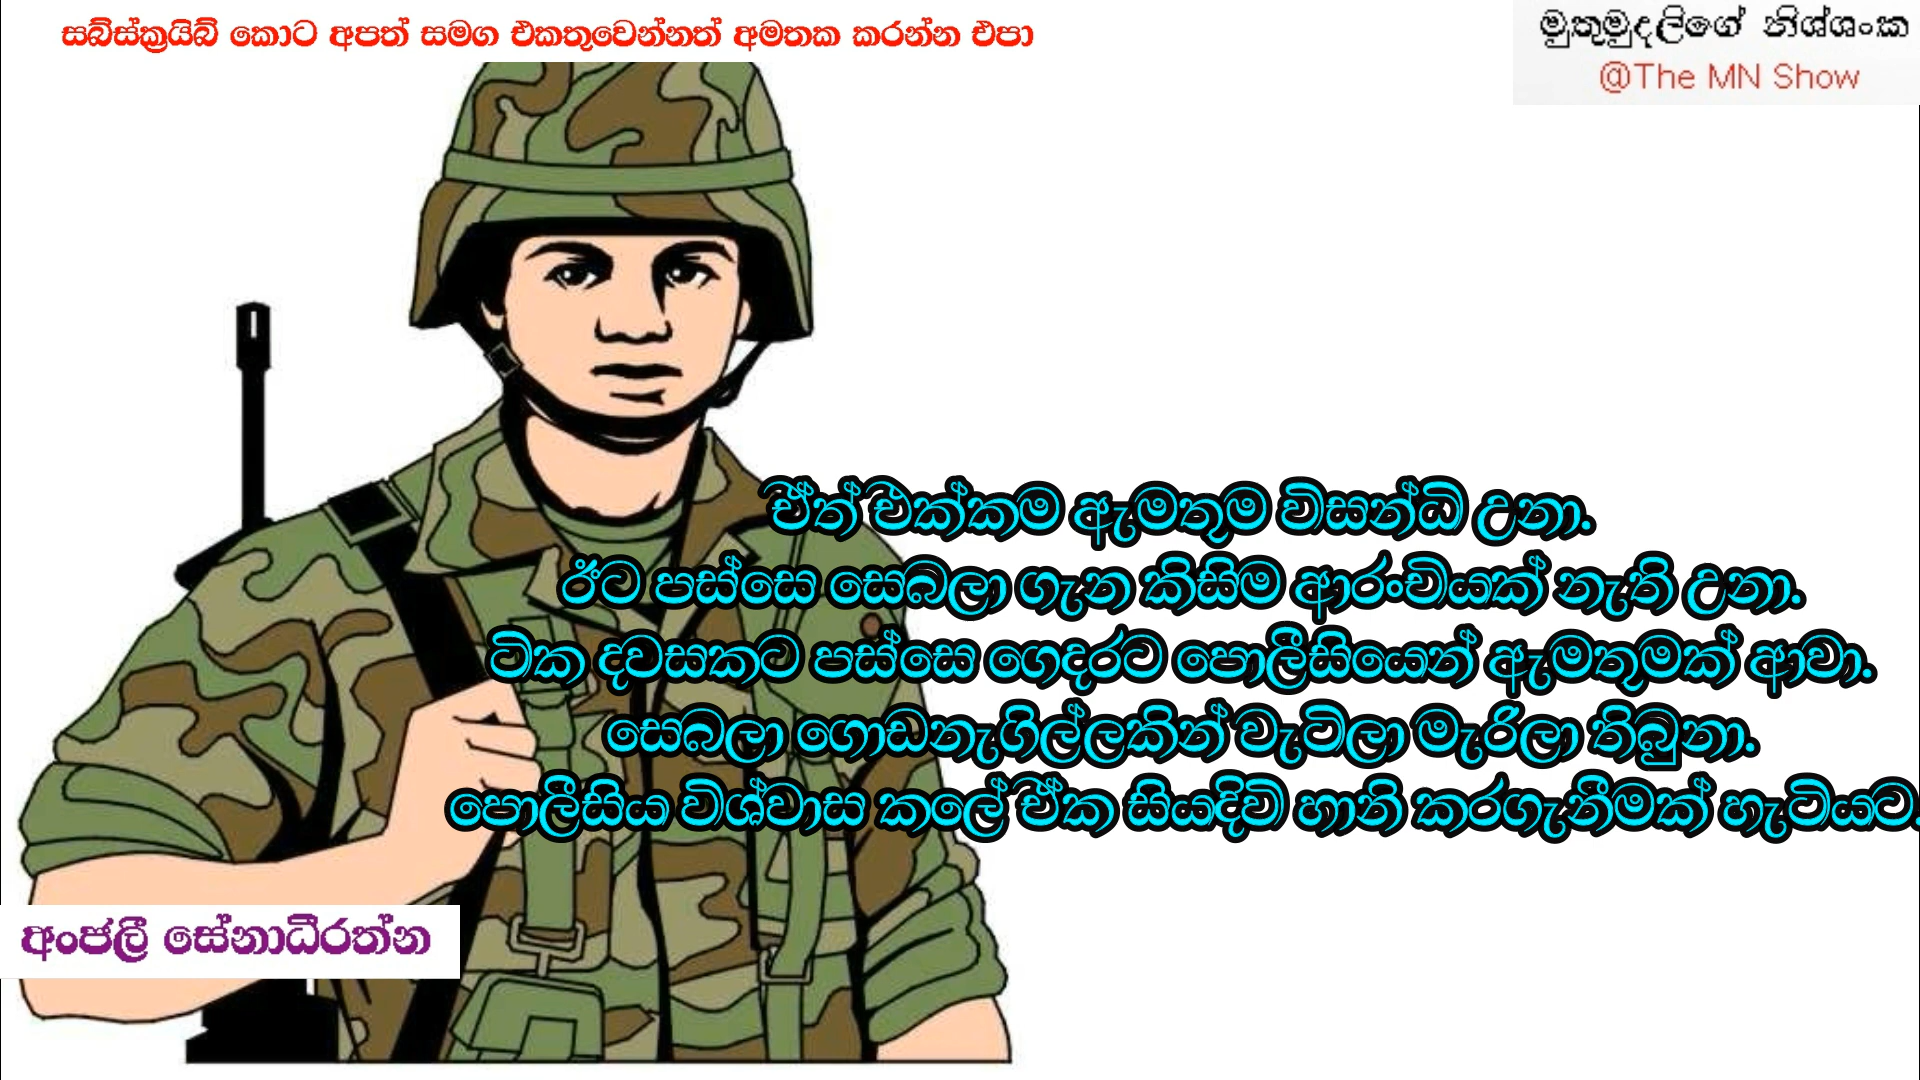 සබ්ස්ක්‍රයිබ් කොට අපත් සමග එකතුවෙන්නත් අමතක කරන්න එපා
මුතුමුදලිගේ නිශ්ශංක
@The MN Show
ඒත් එක්කම ඇමතුම විසන්ධි උනා.
ඊට පස්සෙ සෙබලා ගැන කිසිම ආරංචියක් නැති උනා.
ටික දවසකට පස්සෙ ගෙදරට පොලීසියෙන් ඇමතුමක් ආවා.
සෙබලා ගොඩනැගිල්ලකින් වැටිලා මැරිලා තිබුනා.
පොලීසිය විශ්වාස කලේ ඒක සියදිවි හානි කරගැනීමක් හැටියට.
අංජලී සේනාධීරත්න